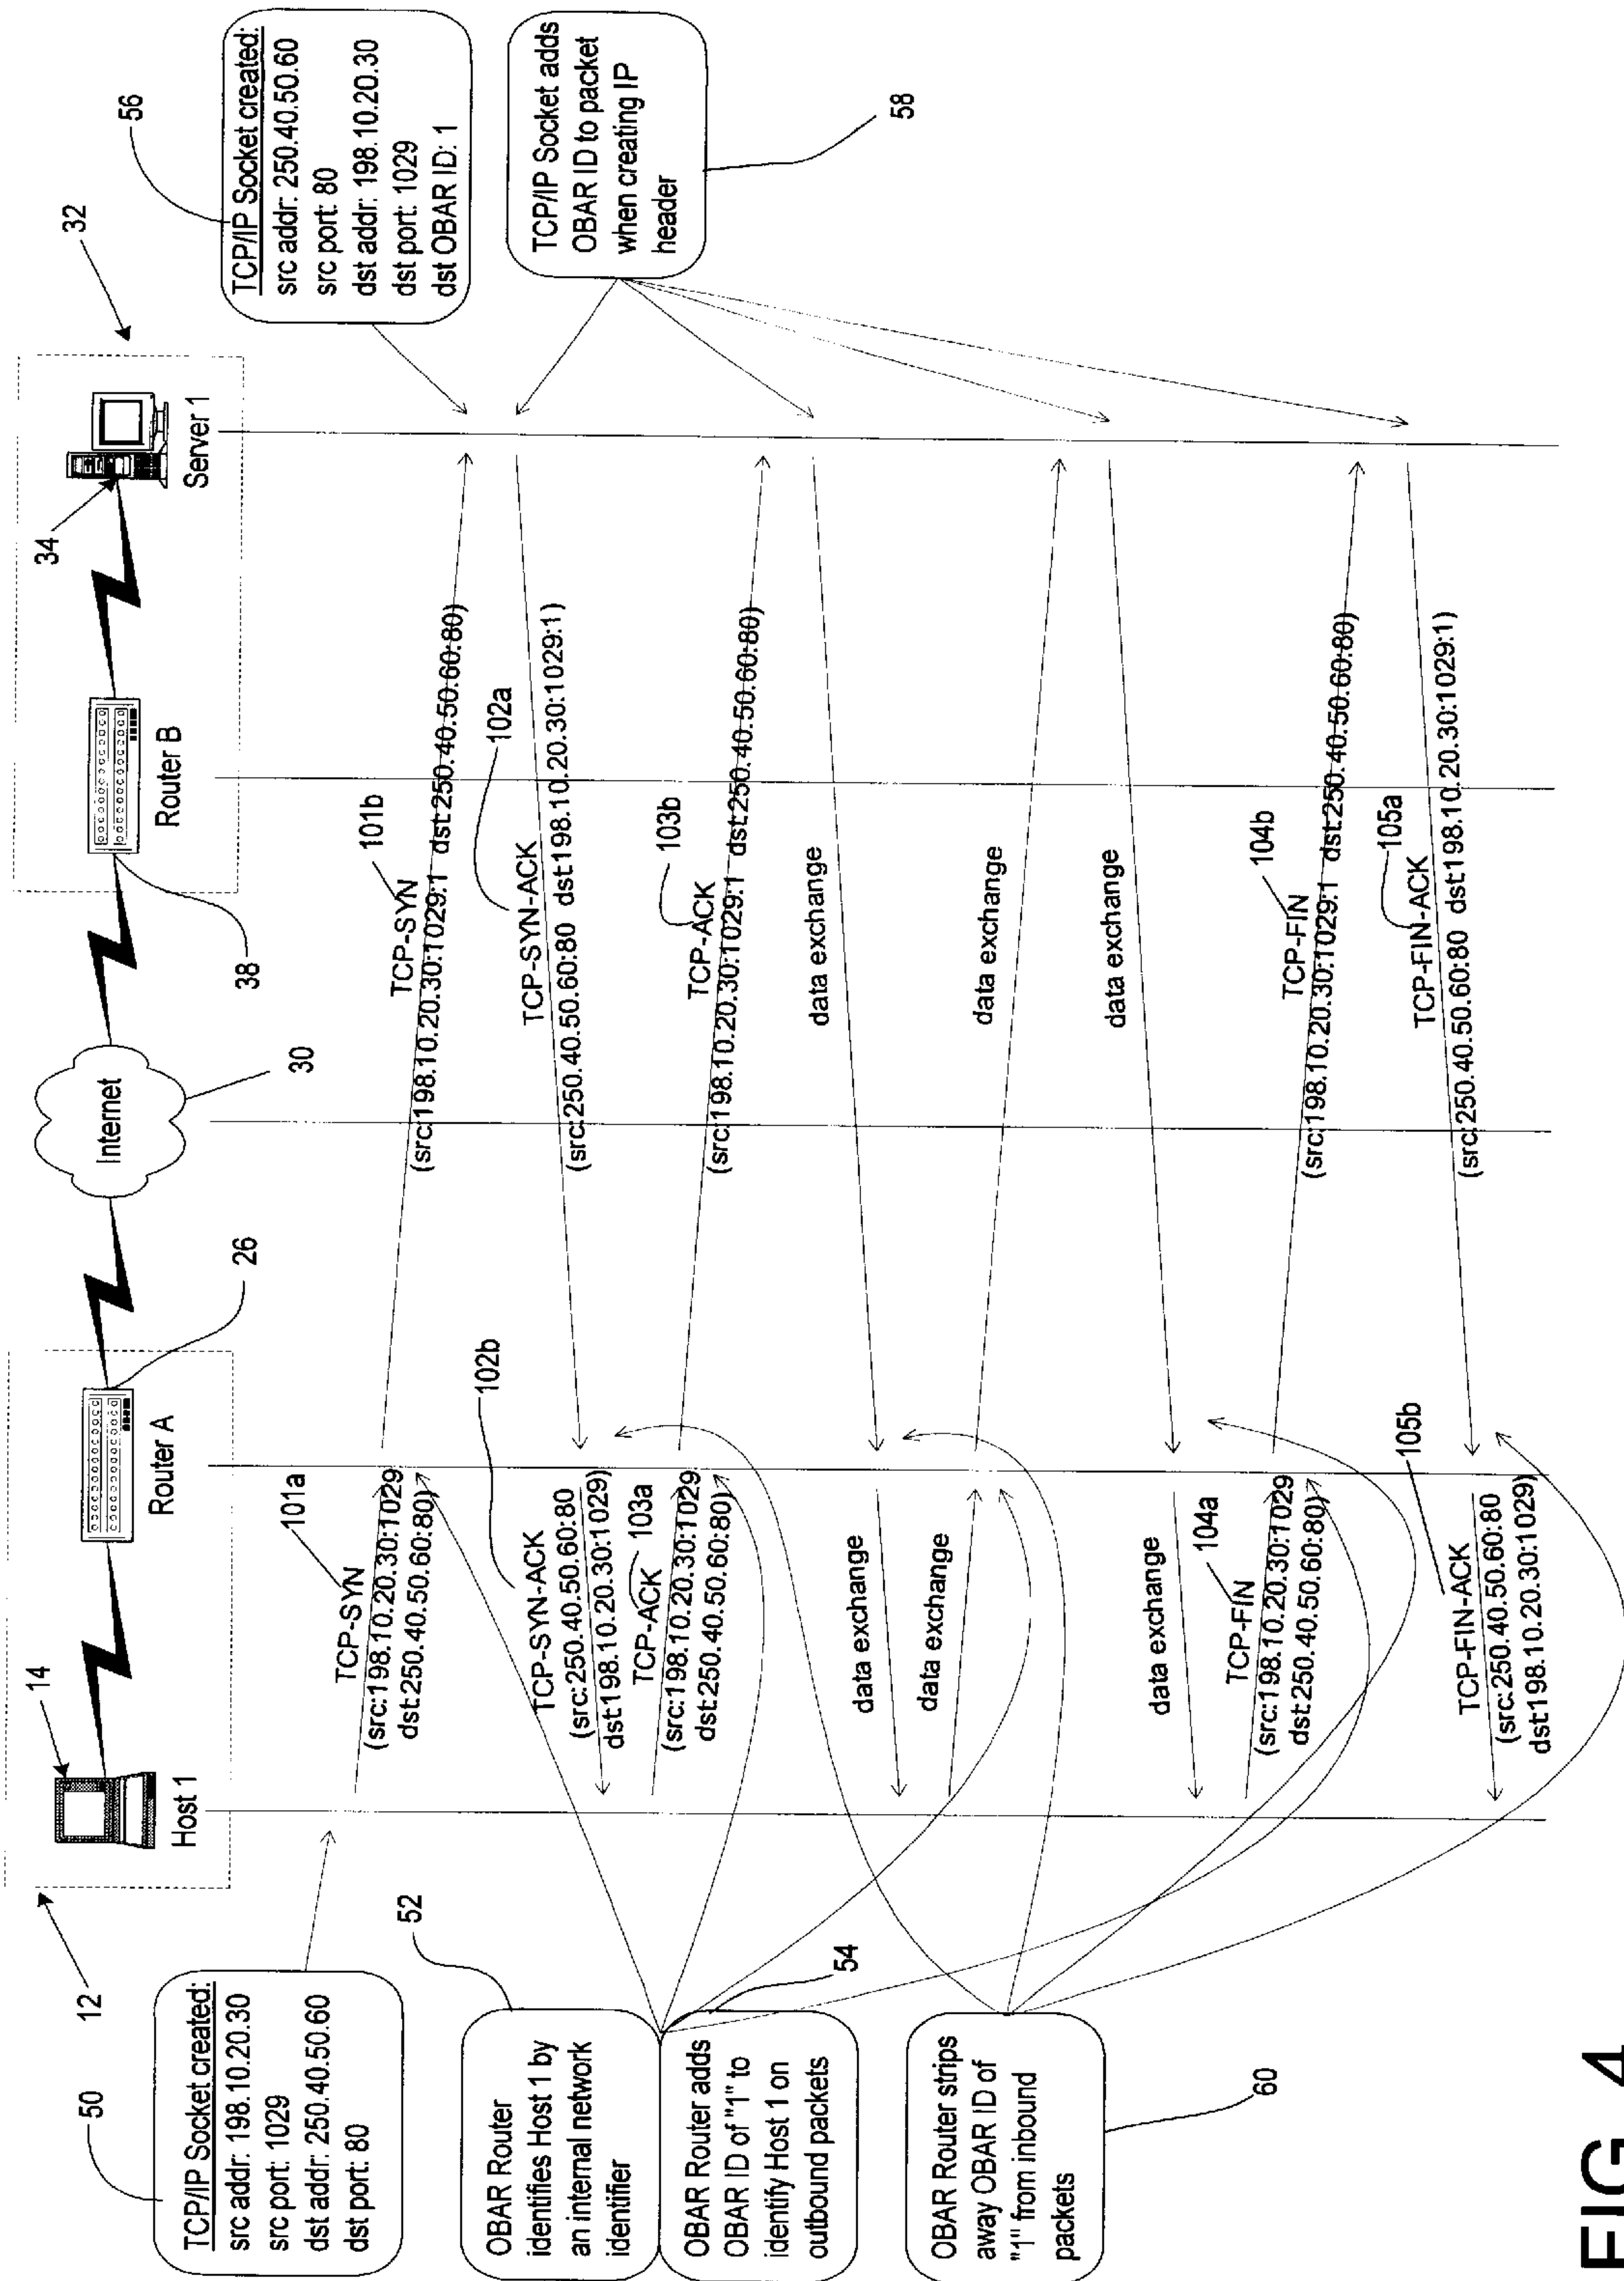 12
14
Host 1
Router A
26
Internet
30
38
Router B
34
Server 1
32
50
TCP/IP Socket created:
src addr: 198.10.20.30
src port: 1029
dst addr: 250.40.50.60
dst port: 80
52
OBAR Router
identifies Host 1 by
an internal network
identifier
54
OBAR Router adds
OBAR ID of "1" to
identify Host 1 on
outbound packets
OBAR Router strips
away OBAR ID of
"1" from inbound
packets
60
56
TCP/IP Socket created:
src addr: 250.40.50.60
src port: 80
dst addr: 198.10.20.30
dst port: 1029
dst OBAR ID: 1
TCP/IP Socket adds
OBAR ID to packet
when creating IP
header
58
101a
TCP-SYN
(src:198.10.20.30:1029
dst:250.40.50.60:80)
TCP-SYN
101b
(src:198.10.20.30:1029:1 dst:250.40.50.60:80)
TCP-SYN-ACK
102a
(src:250.40.50.60:80 dst198.10.20.30:1029:1)
102b
TCP-SYN-ACK
(src:250.40.50.60:80
dst198.10.20.30:1029)
TCP-ACK
103a
(src:198.10.20.30:1029
dst:250.40.50.60:80)
TCP-ACK
103b
(src:198.10.20.30:1029:1 dst:250.40.50.60:80)
data exchange
data exchange
data exchange
data exchange
data exchange
data exchange
104a
TCP-FIN
(src:198.10.20.30:1029
dst:250.40.50.60:80)
TCP-FIN
104b
(src:198.10.20.30:1029:1 dst:250.40.50.60:80)
TCP-FIN-ACK
105a
(src:250.40.50.60:80 dst198.10.20.30:1029:1)
105b
TCP-FIN-ACK
(src:250.40.50.60:80
dst198.10.20.30:1029)
FIG 4